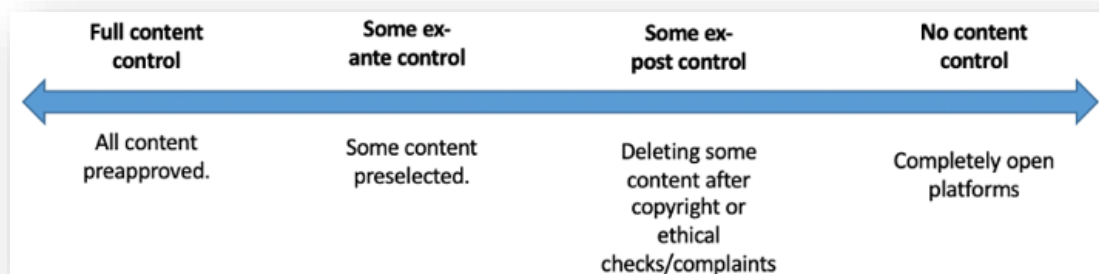 Full content
control
Some ex-
ante control
Some ex-
post control
No content
control
All content
preapproved.
Some content
preselected.
Deleting some
content after
copyright or
ethical
checks/complaints
Completely open
platforms